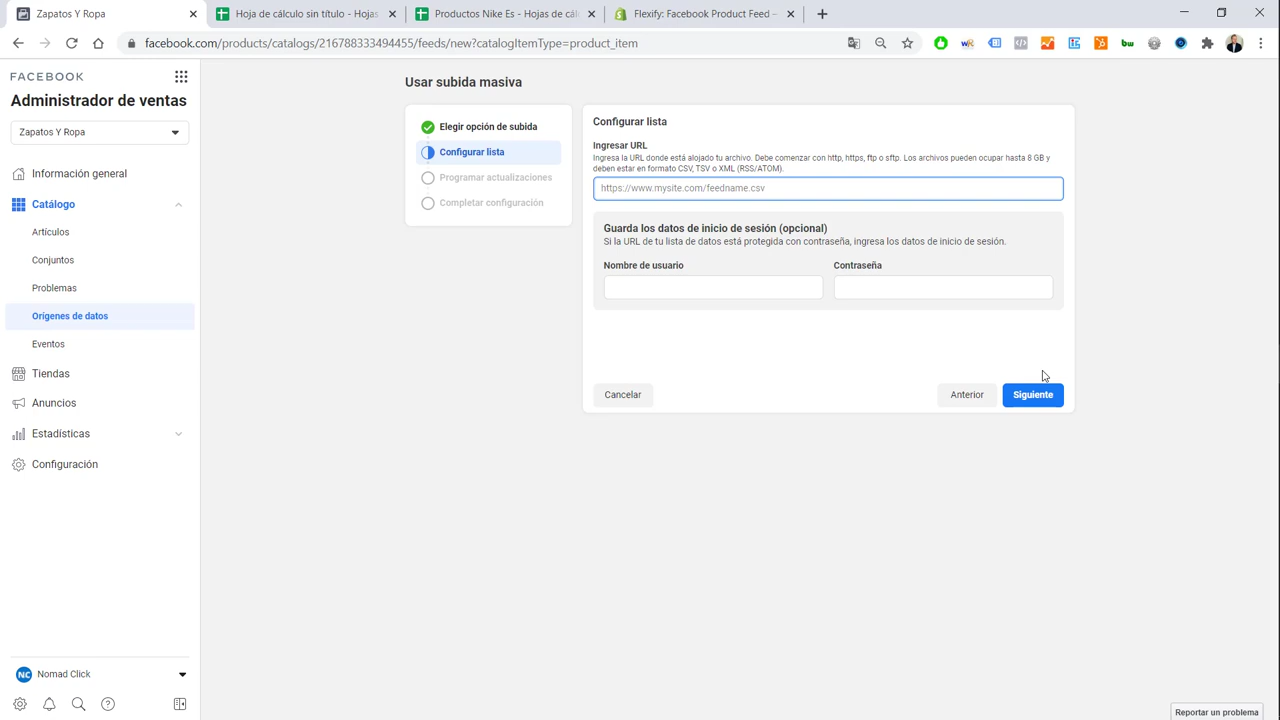 Zapatos Y Ropa
Hoja de cálculo sin título - Hojas
Productos Nike Es - Hojas de cál
Flexify: Facebook Product Feed –
facebook.com/products/catalogs/216788333494455/feeds/new?catalogItemType=product_item
FACEBOOK
Administrador de ventas
Zapatos Y Ropa
Información general
Catálogo
Artículos
Conjuntos
Problemas
Orígenes de datos
Eventos
Tiendas
Anuncios
Estadísticas
Configuración
NC Nomad Click
Usar subida masiva
Elegir opción de subida
Configurar lista
Programar actualizaciones
Completar configuración
Configurar lista
Ingresar URL
Ingresa la URL donde está alojado tu archivo. Debe comenzar con http, https, ftp o sftp. Los archivos pueden ocupar hasta 8 GB y
deben estar en formato CSV, TSV o XML (RSS/ATOM).
https://www.mysite.com/feedname.csv
Guarda los datos de inicio de sesión (opcional)
Si la URL de tu lista de datos está protegida con contraseña, ingresa los datos de inicio de sesión.
Nombre de usuario
Contraseña
Cancelar
Anterior
Siguiente
Reportar un problema